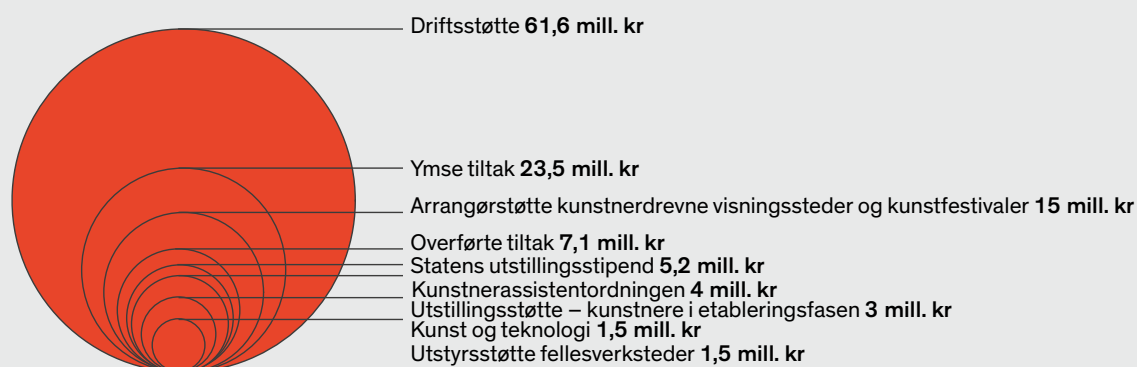 Driftsstøtte 61,6 mill. kr
Ymse tiltak 23,5 mill. kr
Arrangørstøtte kunstnerdrevne visningssteder og kunstfestivaler 15 mill. kr
Overførte tiltak 7,1 mill. kr
Statens utstillingsstipend 5,2 mill. kr
Kunstnerassistentordningen 4 mill. kr
Utstillingsstøtte – kunstnere i etableringsfasen 3 mill. kr
Kunst og teknologi 1,5 mill. kr
Utstyrsstøtte fellesverksteder 1,5 mill. kr